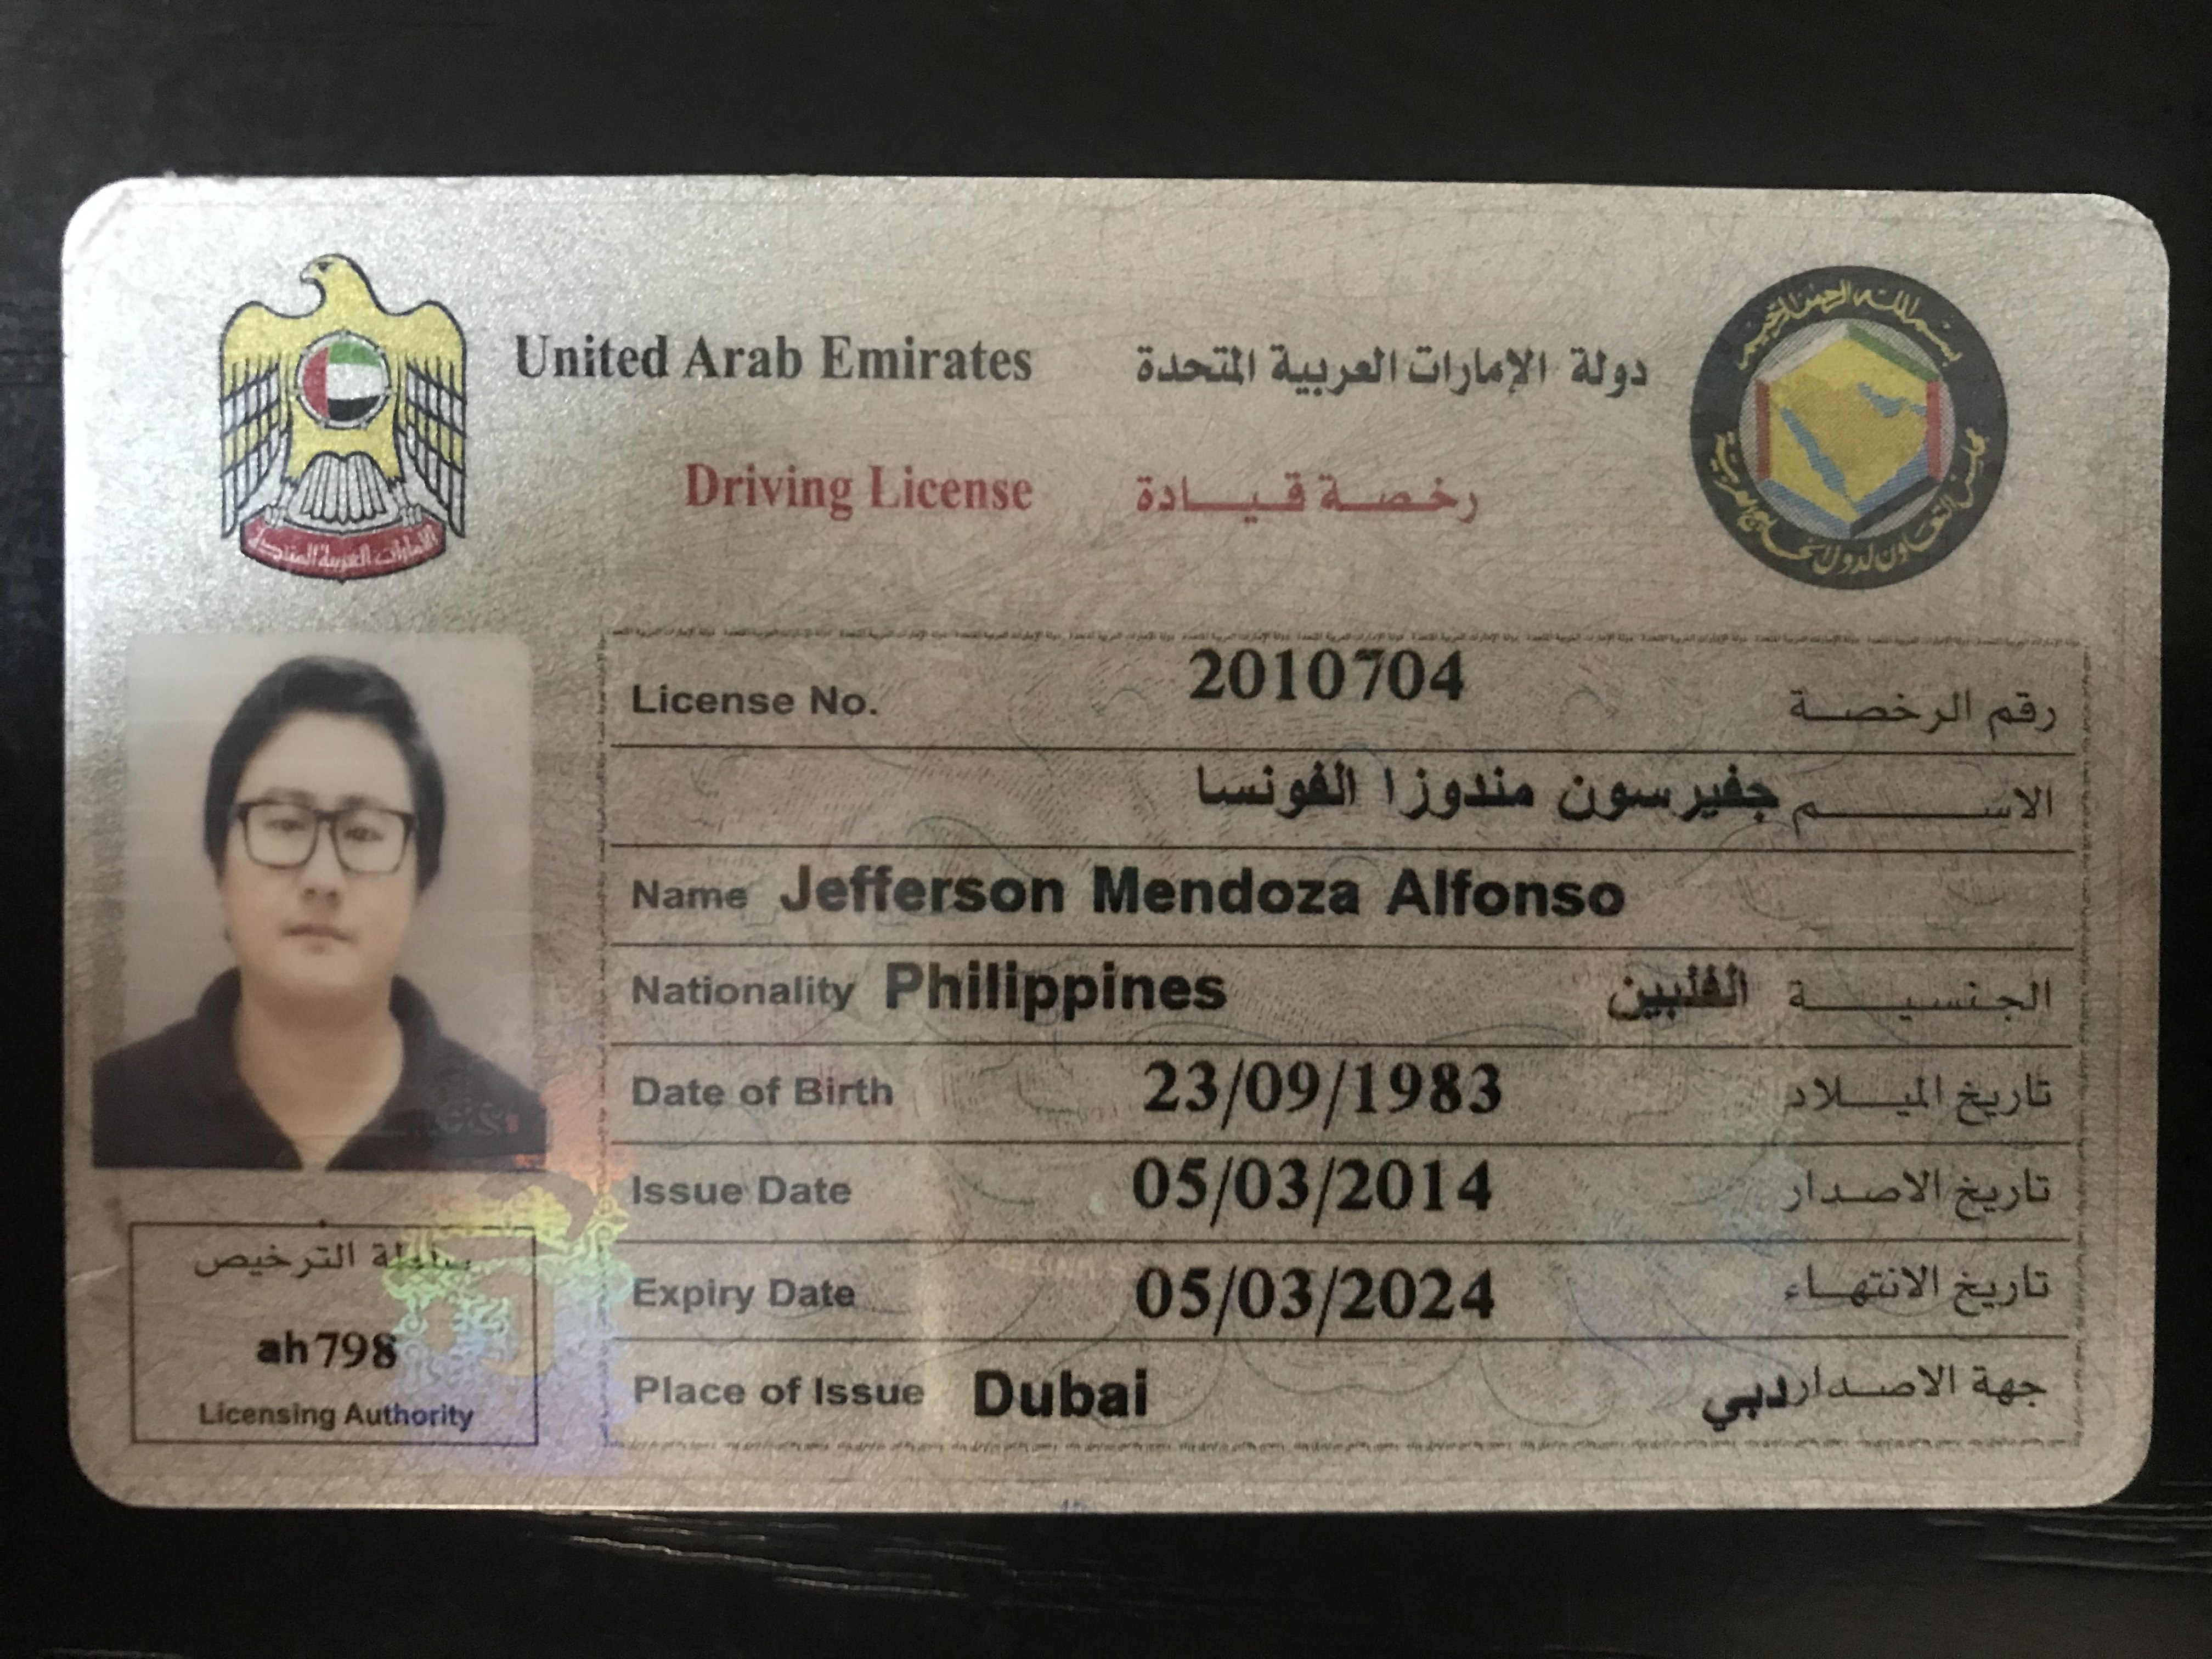 United Arab Emirates دولة الإمارات العربية المتحدة
Driving License رخصة قيادة
الإمارات العربية المتحدة
بسم الله الرحمن الرحيم
مجلس التعاون لدول الخليج العربية
License No. 2010704 رقم الرخصة
الاسم جفيرسون مندوزا الفونسا
Name Jefferson Mendoza Alfonso
Nationality Philippines الفلبين الجنسية
Date of Birth 23/09/1983 تاريخ الميلاد
Issue Date 05/03/2014 تاريخ الاصدار
Expiry Date 05/03/2024 تاريخ الانتهاء
Place of Issue Dubai دبي جهة الاصدار
سلطة الترخيص
ah798
Licensing Authority